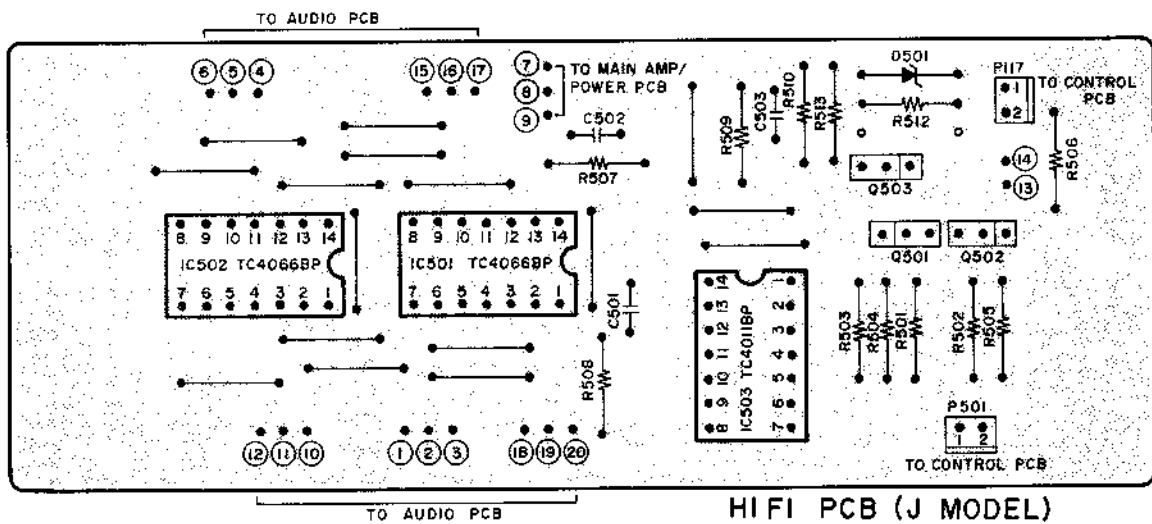 TO AUDIO PCB
6 5 4
15 16 17
7
8
9
TO MAIN AMP/
POWER PCB
C502
R507
R509
C503
R510
R513
D501
R512
P117
1
2
TO CONTROL
PCB
14
13
R506
Q503
Q501
Q502
8 9 10 11 12 13 14
IC502 TC4066BP
7 6 5 4 3 2 1
8 9 10 11 12 13 14
IC501 TC4066BP
7 6 5 4 3 2 1
C501
R508
14 1
13 2
12 3
11 4
10 5
9 6
8 7
IC503 TC4011BP
R503
R504
R501
R502
R505
P501
1 2
TO CONTROL PCB
12 11 10
1 2 3
18 19 20
TO AUDIO PCB
HIFI PCB (J MODEL)